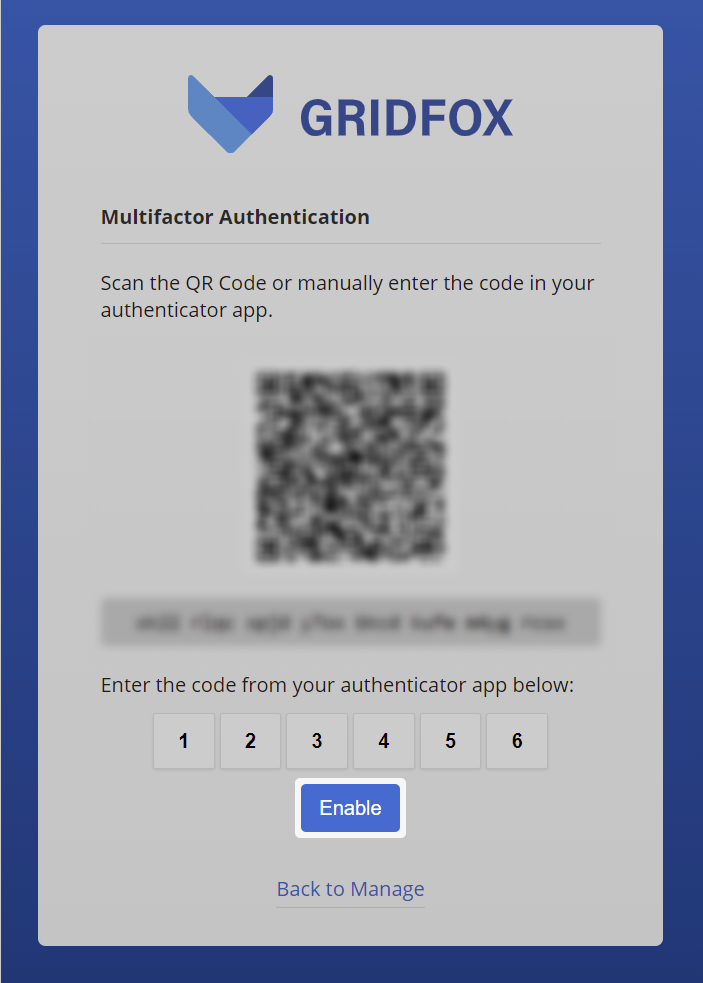 GRIDFOX
Multifactor Authentication
Scan the QR Code or manually enter the code in your
authenticator app.
Enter the code from your authenticator app below:
1 2 3 4 5 6
Enable
Back to Manage